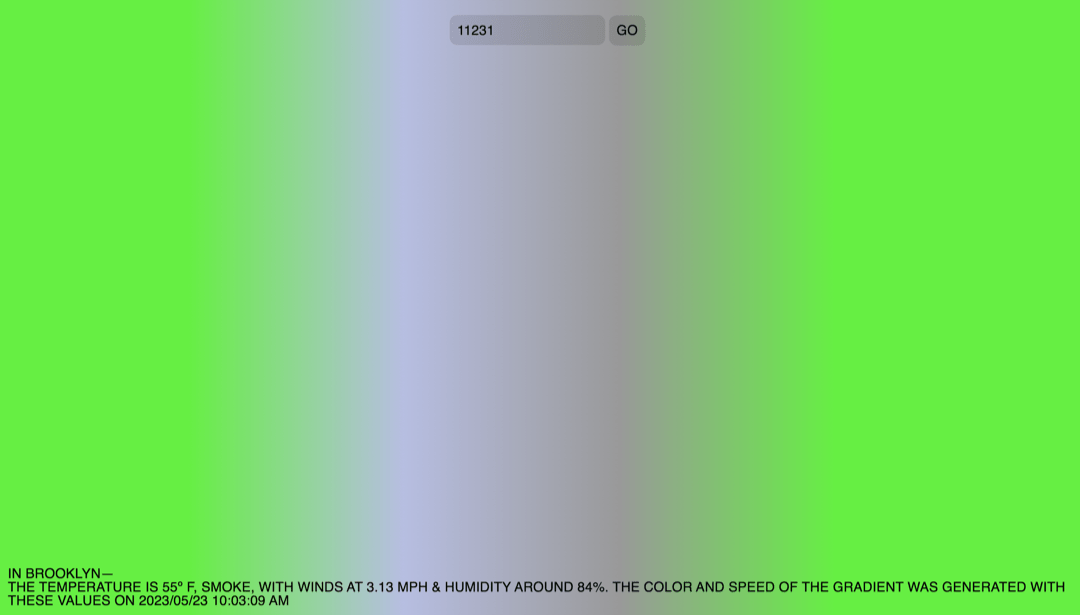 11231 GO
IN BROOKLYN—
THE TEMPERATURE IS 55º F, SMOKE, WITH WINDS AT 3.13 MPH & HUMIDITY AROUND 84%. THE COLOR AND SPEED OF THE GRADIENT WAS GENERATED WITH
THESE VALUES ON 2023/05/23 10:03:09 AM